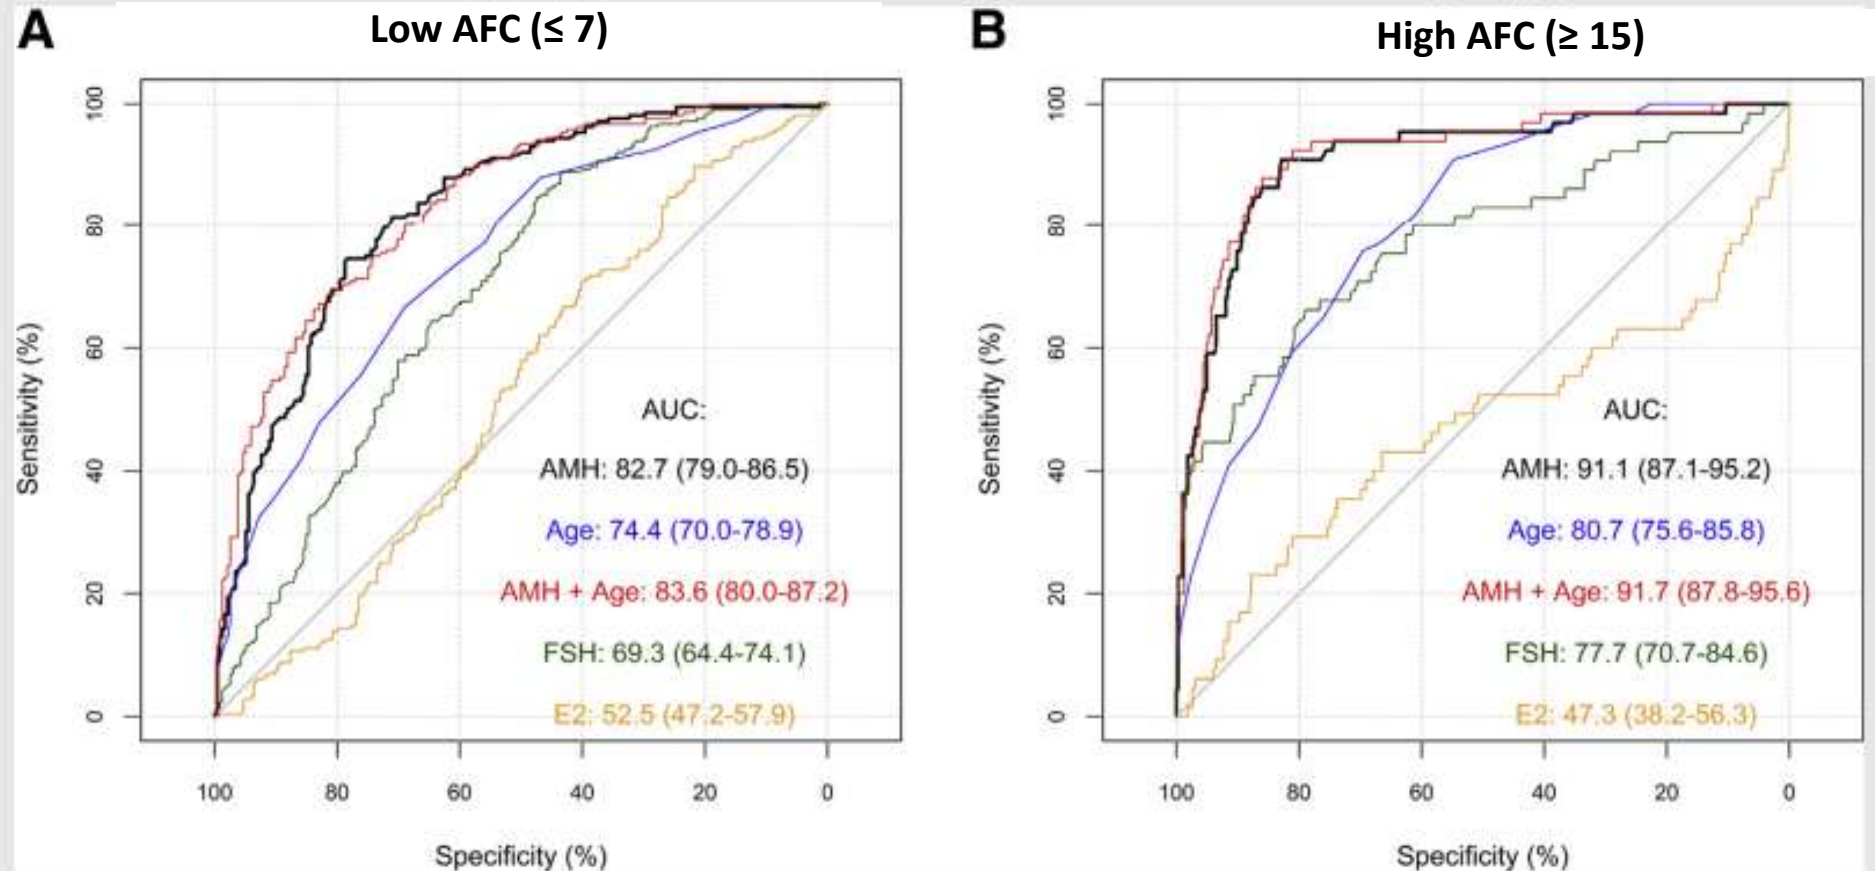 A
Low AFC (≤ 7)
Sensitivity (%)
100
80
60
40
20
0
AUC:
AMH: 82.7 (79.0-86.5)
Age: 74.4 (70.0-78.9)
AMH + Age: 83.6 (80.0-87.2)
FSH: 69.3 (64.4-74.1)
E2: 52.5 (47.2-57.9)
100 80 60 40 20 0
Specificity (%)
B
High AFC (≥ 15)
Sensitivity (%)
100
80
60
40
20
0
AUC:
AMH: 91.1 (87.1-95.2)
Age: 80.7 (75.6-85.8)
AMH + Age: 91.7 (87.8-95.6)
FSH: 77.7 (70.7-84.6)
E2: 47.3 (38.2-56.3)
100 80 60 40 20 0
Specificity (%)